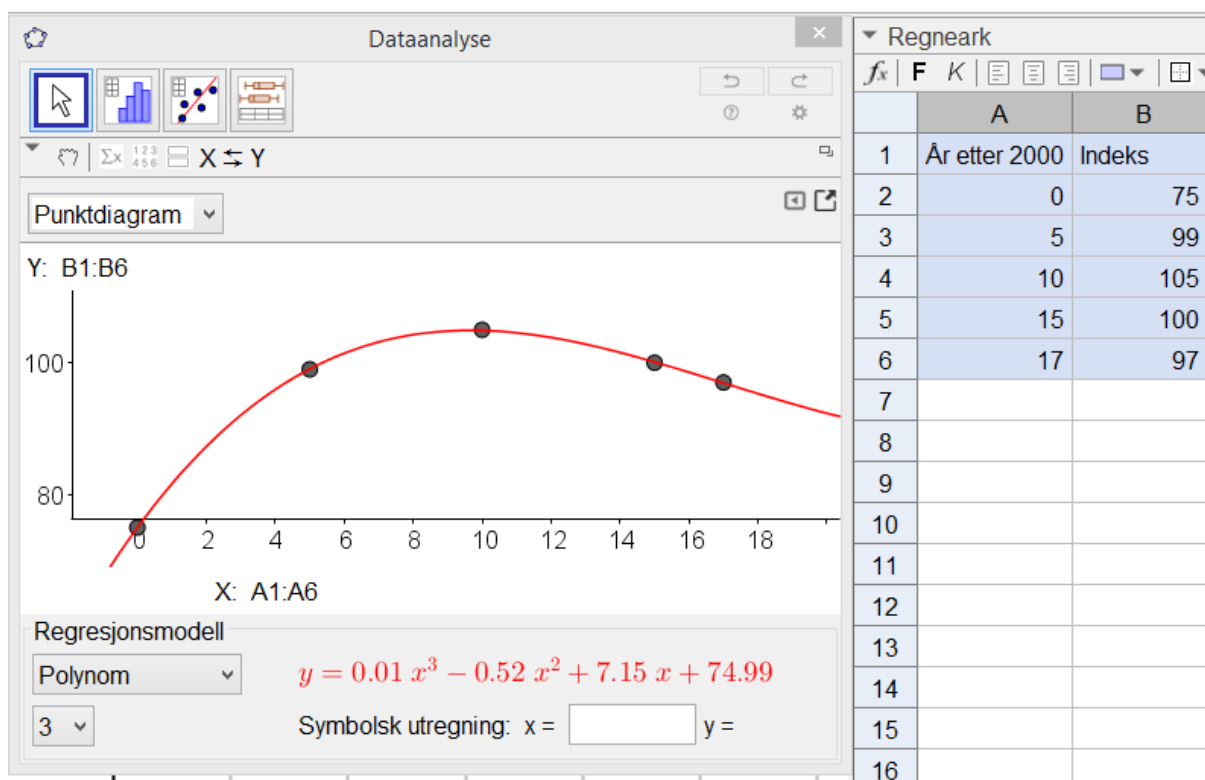 Dataanalyse
X ⇆ Y
Punktdiagram
Y: B1:B6
100
80
0 2 4 6 8 10 12 14 16 18
X: A1:A6
Regresjonsmodell
Polynom
y = 0.01 x³ − 0.52 x² + 7.15 x + 74.99
3
Symbolsk utregning: x = y =
Regneark
fx F K
A B
1 År etter 2000 Indeks
2 0 75
3 5 99
4 10 105
5 15 100
6 17 97
7
8
9
10
11
12
13
14
15
16